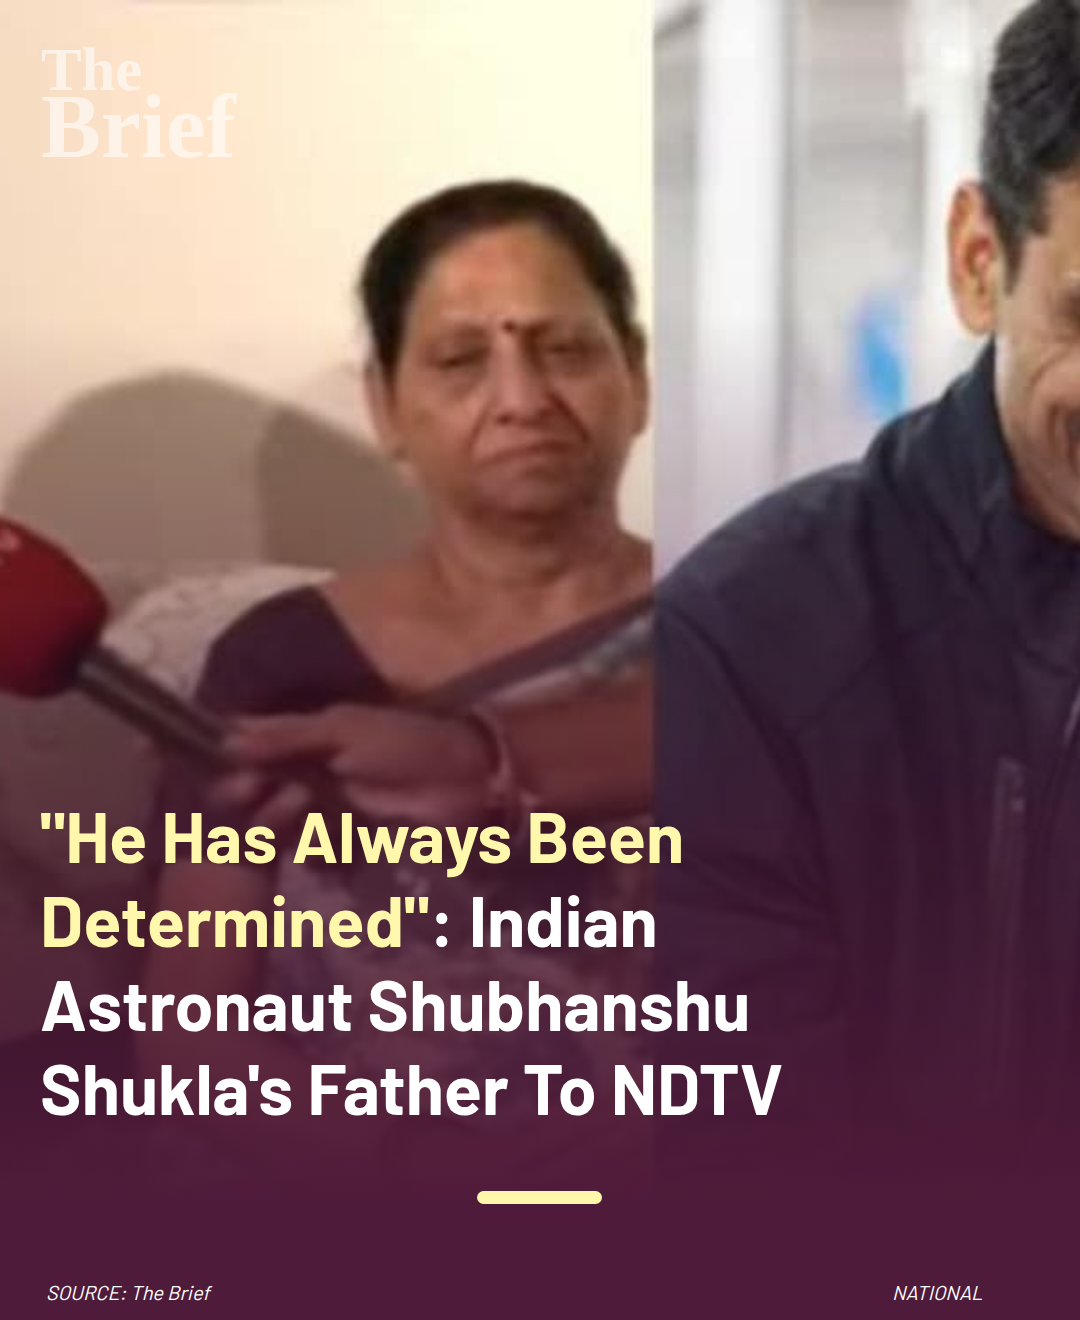 The
Brief
"He Has Always Been
Determined": Indian
Astronaut Shubhanshu
Shukla's Father To NDTV
SOURCE: The Brief
NATIONAL